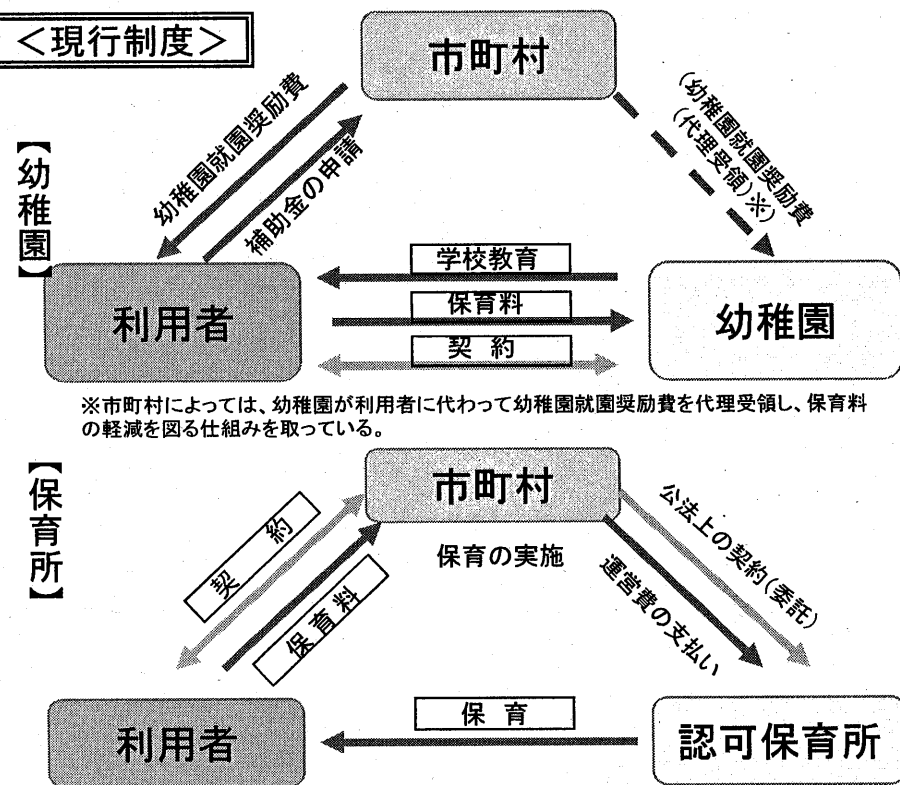 ＜現行制度＞
【幼稚園】
市町村
幼稚園就園奨励費
補助金の申請
(幼稚園就園奨励費
(代理受領)※)
学校教育
保育料
契 約
利用者
幼稚園
※市町村によっては、幼稚園が利用者に代わって幼稚園就園奨励費を代理受領し、保育料
の軽減を図る仕組みを取っている。
【保育所】
市町村
保育の実施
契 約
保育料
公法上の契約(委託)
運営費の支払い
保 育
利用者
認可保育所